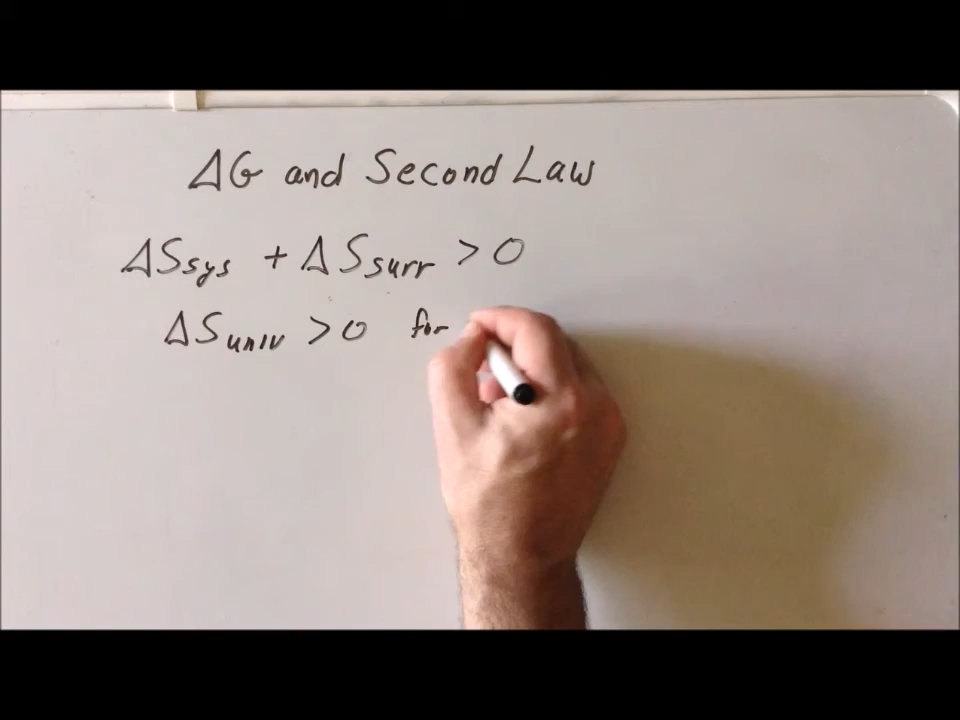 ΔG and Second Law
ΔSsys + ΔSsurr > 0
ΔSuniv > 0 for